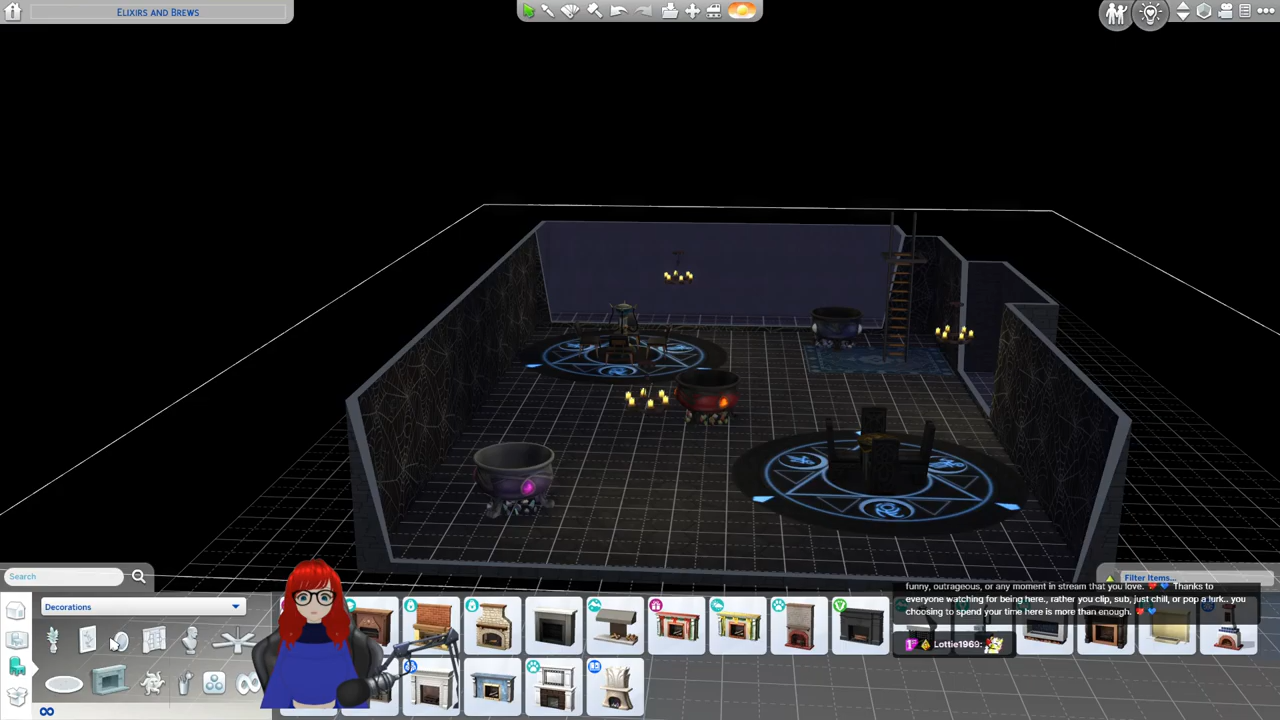 Elixirs and Brews
Search
Decorations
Filter Items...
funny, outrageous, or any moment in stream that you love. Thanks to
everyone watching for being here., rather you clip, sub, just chill, or pop a lurk.. you
choosing to spend your time here is more than enough.
Lottie1969: